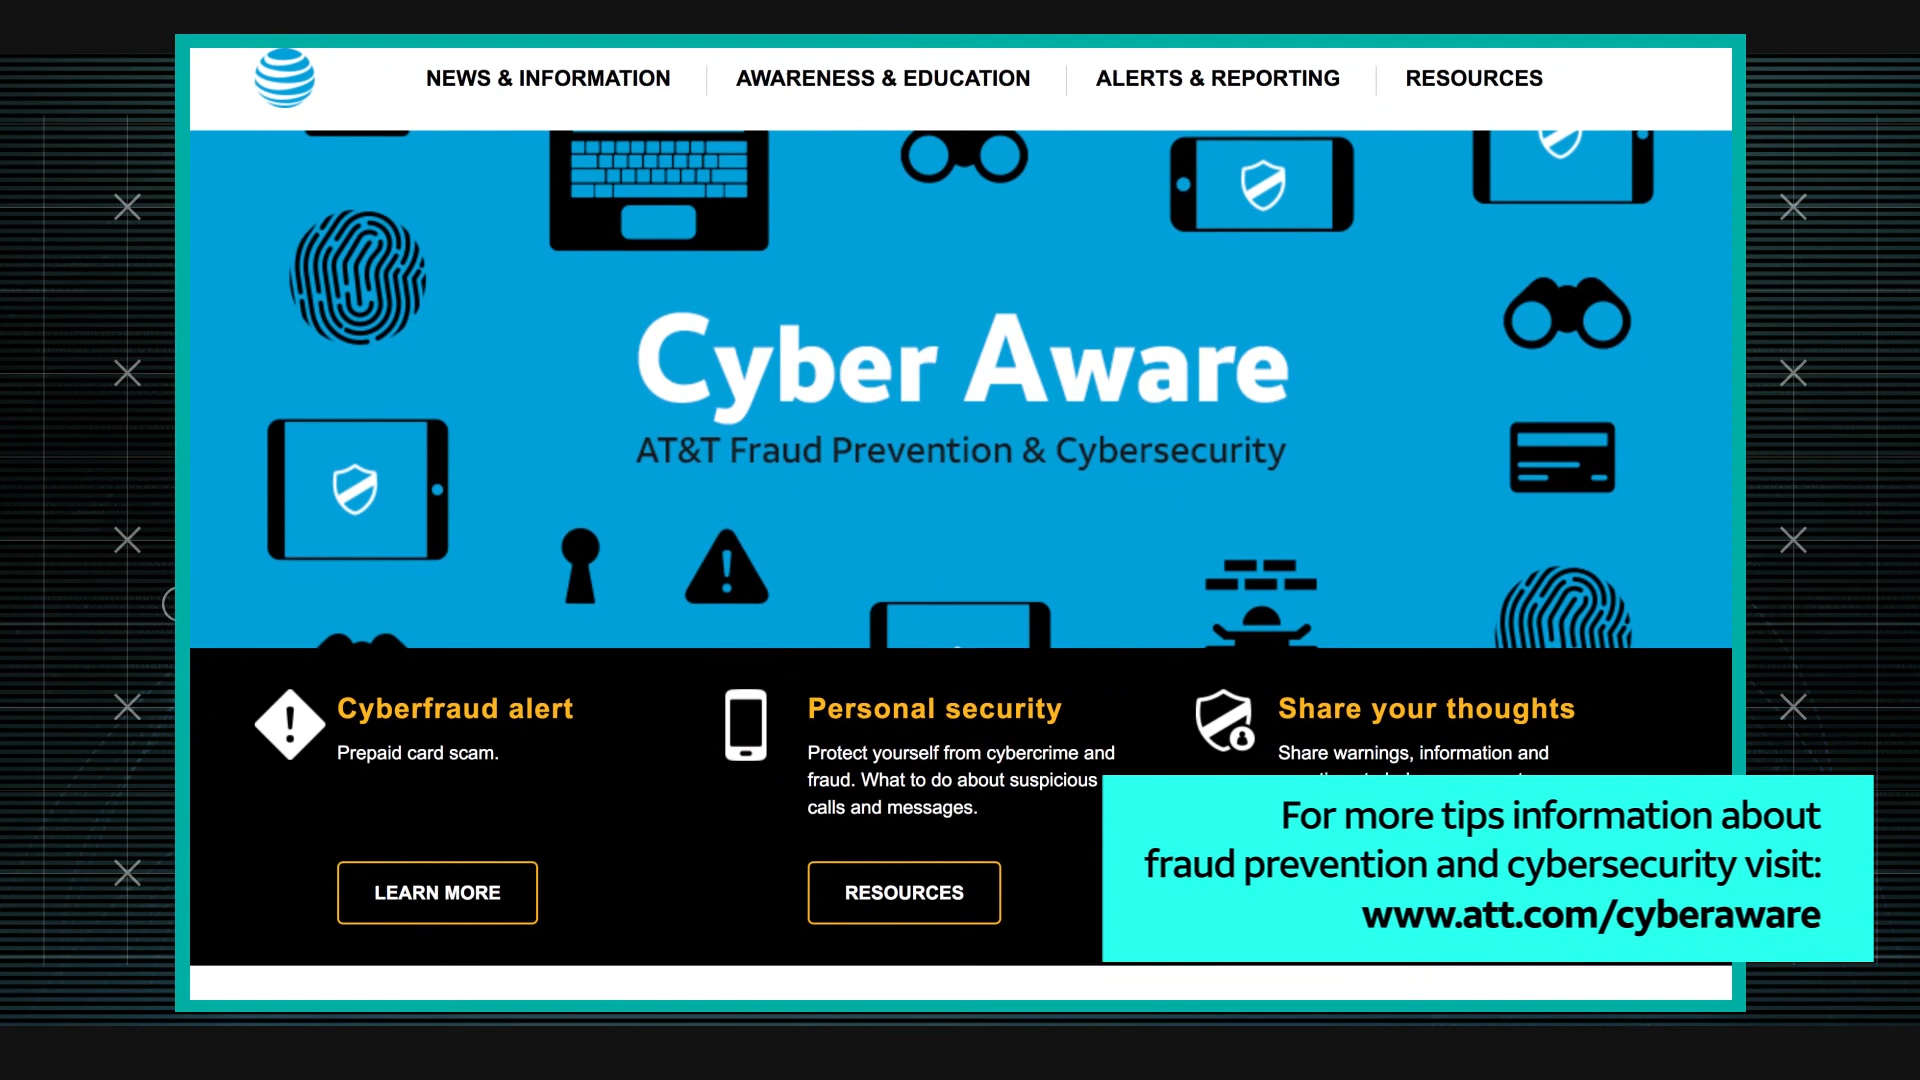 NEWS & INFORMATION
AWARENESS & EDUCATION
ALERTS & REPORTING
RESOURCES
Cyber Aware
AT&T Fraud Prevention & Cybersecurity
Cyberfraud alert
Prepaid card scam.
LEARN MORE
Personal security
Protect yourself from cybercrime and
fraud. What to do about suspicious
calls and messages.
RESOURCES
Share your thoughts
Share warnings, information and
For more tips information about
fraud prevention and cybersecurity visit:
www.att.com/cyberaware